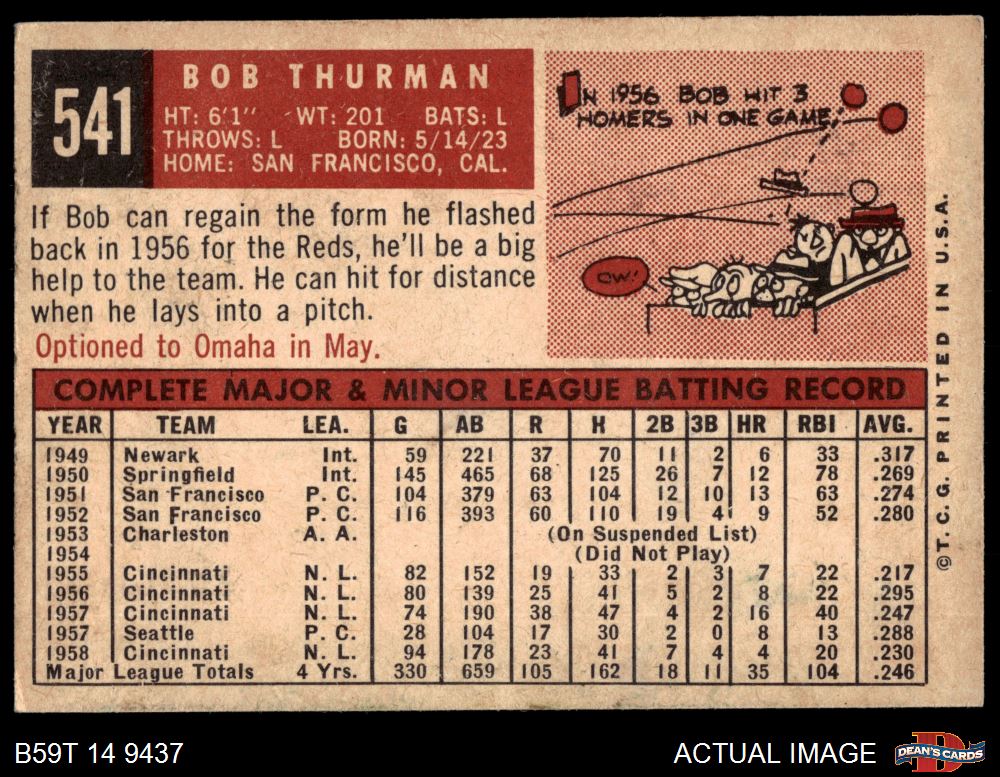 541
BOB THURMAN
HT: 6'1" WT: 201 BATS: L
THROWS: L BORN: 5/14/23
HOME: SAN FRANCISCO, CAL.
IN 1956 BOB HIT 3
HOMERS IN ONE GAME.
OW!
If Bob can regain the form he flashed
back in 1956 for the Reds, he'll be a big
help to the team. He can hit for distance
when he lays into a pitch.
Optioned to Omaha in May.
COMPLETE MAJOR & MINOR LEAGUE BATTING RECORD
YEAR TEAM LEA. G AB R H 2B 3B HR RBI AVG.
1949 Newark Int. 59 221 37 70 11 2 6 33 .317
1950 Springfield Int. 145 465 68 125 26 7 12 78 .269
1951 San Francisco P. C. 104 379 63 104 12 10 13 63 .274
1952 San Francisco P. C. 116 393 60 110 19 4 9 52 .280
1953 Charleston A. A. (On Suspended List)
1954 (Did Not Play)
1955 Cincinnati N. L. 82 152 19 33 2 3 7 22 .217
1956 Cincinnati N. L. 80 139 25 41 5 2 8 22 .295
1957 Cincinnati N. L. 74 190 38 47 4 2 16 40 .247
1957 Seattle P. C. 28 104 17 30 2 0 8 13 .288
1958 Cincinnati N. L. 94 178 23 41 7 4 4 20 .230
Major League Totals 4 Yrs. 330 659 105 162 18 11 35 104 .246
© T. C. G. PRINTED IN U. S. A.
B59T 14 9437
ACTUAL IMAGE
D
DEAN'S CARDS